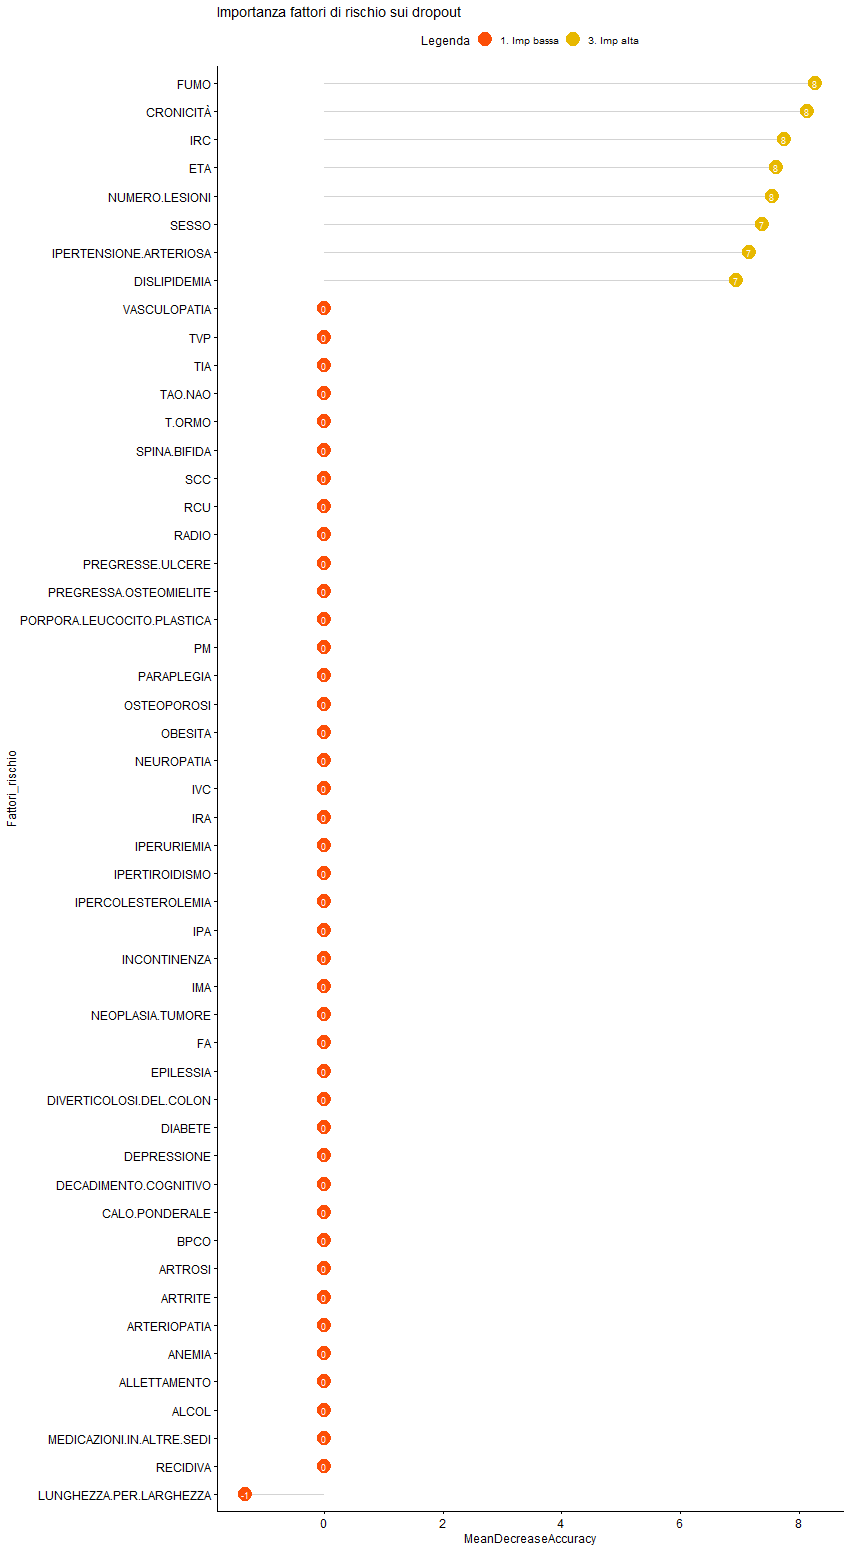 Importanza fattori di rischio sui dropout
Legenda 1. Imp bassa 3. Imp alta
FUMO 8
CRONICITÀ 8
IRC 8
ETA 8
NUMERO.LESIONI 8
SESSO 7
IPERTENSIONE.ARTERIOSA 7
DISLIPIDEMIA 7
VASCULOPATIA 0
TVP 0
TIA 0
TAO.NAO 0
T.ORMO 0
SPINA.BIFIDA 0
SCC 0
RCU 0
RADIO 0
PREGRESSE.ULCERE 0
PREGRESSA.OSTEOMIELITE 0
PORPORA.LEUCOCITO.PLASTICA 0
PM 0
PARAPLEGIA 0
OSTEOPOROSI 0
OBESITA 0
NEUROPATIA 0
IVC 0
IRA 0
IPERURIEMIA 0
IPERTIROIDISMO 0
IPERCOLESTEROLEMIA 0
IPA 0
INCONTINENZA 0
IMA 0
NEOPLASIA.TUMORE 0
FA 0
EPILESSIA 0
DIVERTICOLOSI.DEL.COLON 0
DIABETE 0
DEPRESSIONE 0
DECADIMENTO.COGNITIVO 0
CALO.PONDERALE 0
BPCO 0
ARTROSI 0
ARTRITE 0
ARTERIOPATIA 0
ANEMIA 0
ALLETTAMENTO 0
ALCOL 0
MEDICAZIONI.IN.ALTRE.SEDI 0
RECIDIVA 0
LUNGHEZZA.PER.LARGHEZZA -1
Fattori_rischio
0 2 4 6 8
MeanDecreaseAccuracy